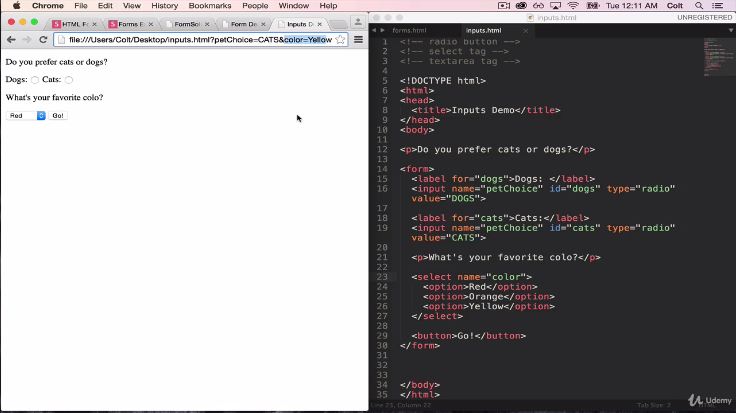 Chrome File Edit View History Bookmarks People Window Help
Tue 12:11 AM Colt
HTML Fo
Forms E
FormSol
Form De
Inputs D
file:///Users/Colt/Desktop/inputs.html?petChoice=CATS&color=Yellow
Do you prefer cats or dogs?
Dogs: Cats:
What's your favorite colo?
Red Go!
inputs.html
UNREGISTERED
forms.html inputs.html
1 <!-- radio button -->
2 <!-- select tag -->
3 <!-- textarea tag -->
4
5 <!DOCTYPE html>
6 <html>
7 <head>
8 <title>Inputs Demo</title>
9 </head>
10 <body>
11
12 <p>Do you prefer cats or dogs?</p>
13
14 <form>
15 <label for="dogs">Dogs: </label>
16 <input name="petChoice" id="dogs" type="radio"
value="DOGS">
17
18 <label for="cats">Cats:</label>
19 <input name="petChoice" id="cats" type="radio"
value="CATS">
20
21 <p>What's your favorite colo?</p>
22
23 <select name="color">
24 <option>Red</option>
25 <option>Orange</option>
26 <option>Yellow</option>
27 </select>
28
29 <button>Go!</button>
30 </form>
31
32
33
34 </body>
35 </html>
Line 23, Column 22
Tab Size: 2
Udemy